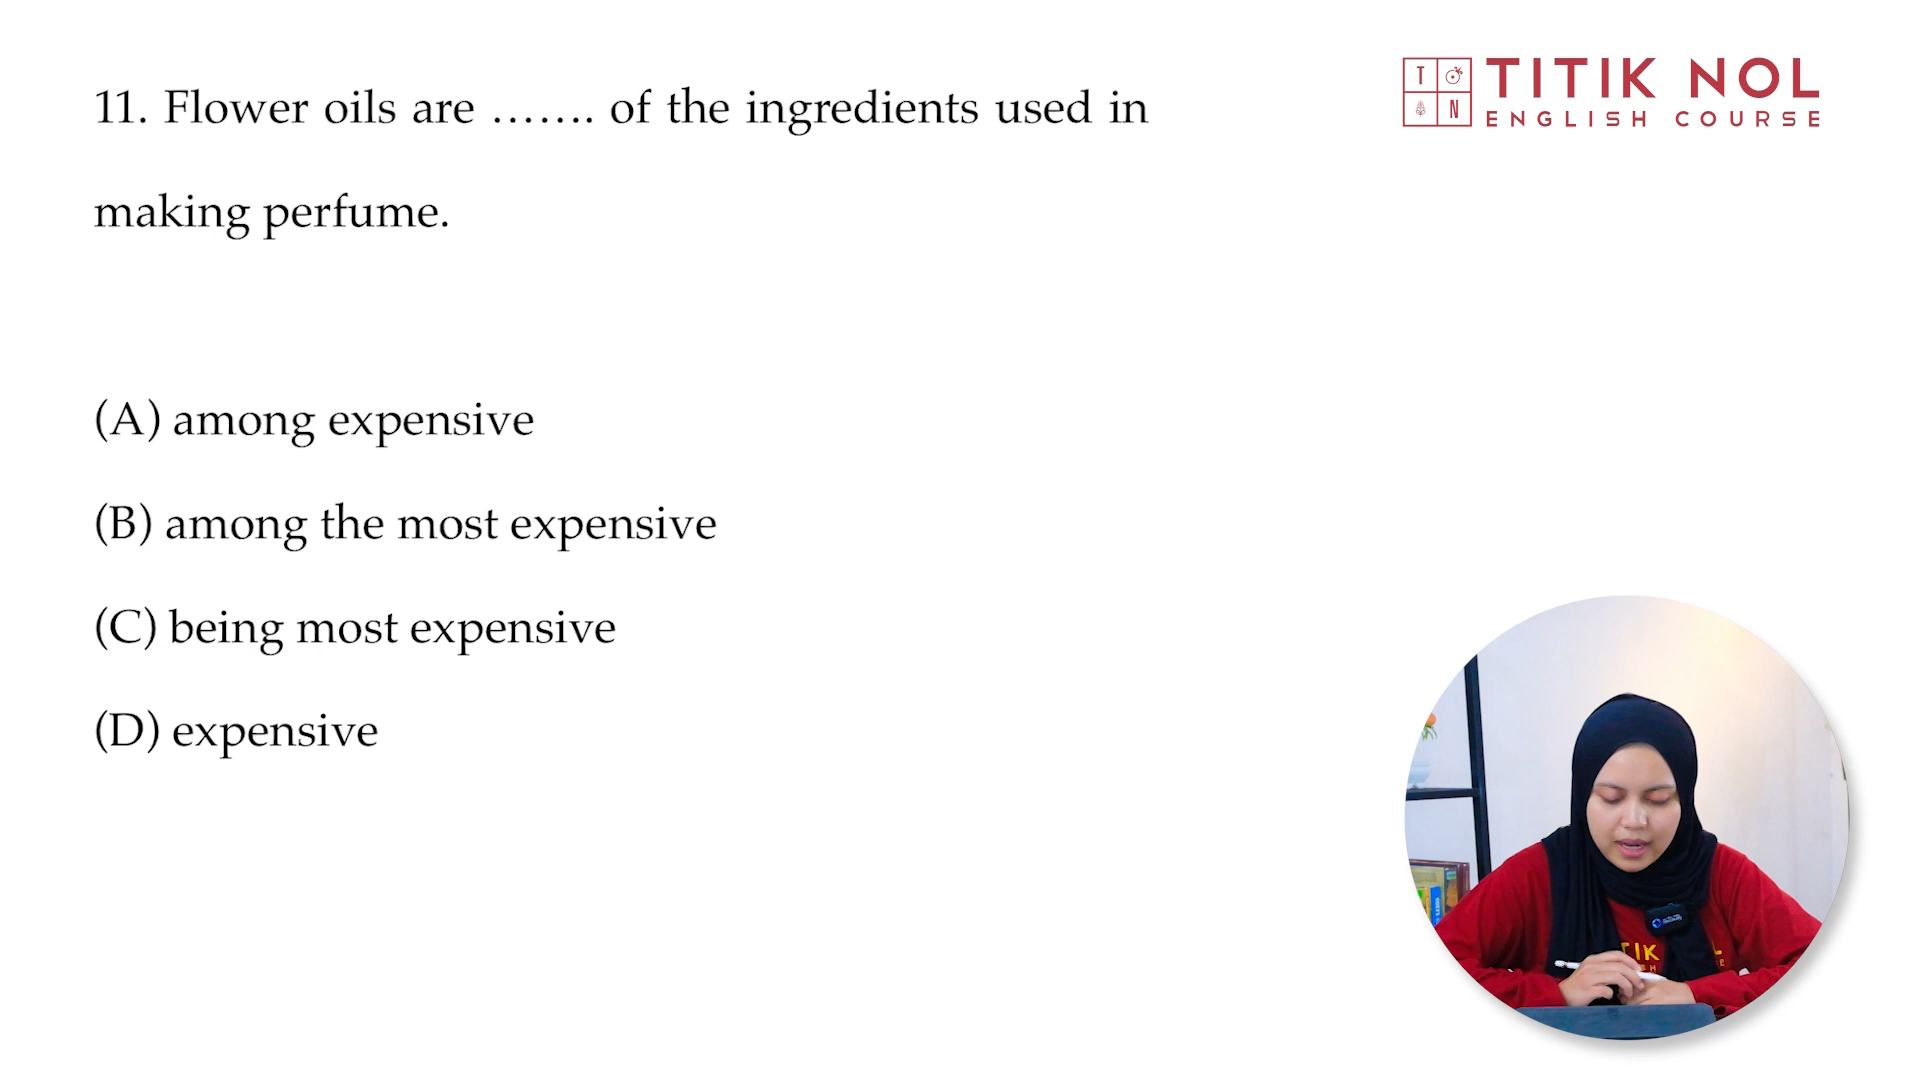 11. Flower oils are ....... of the ingredients used in
making perfume.
(A) among expensive
(B) among the most expensive
(C) being most expensive
(D) expensive
T
N
TITIK NOL
ENGLISH COURSE